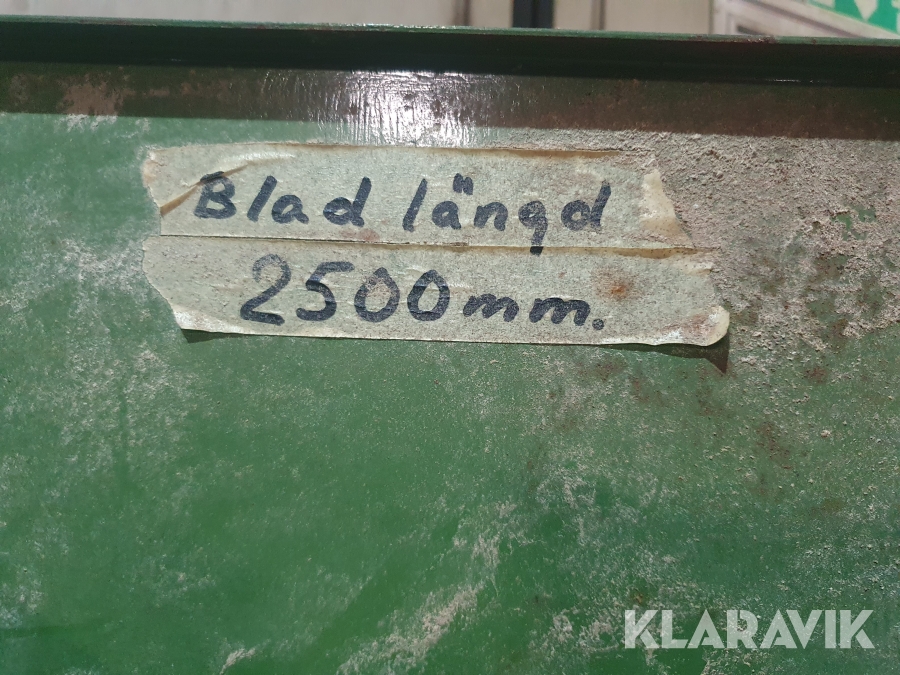 Blad längd
2500mm.
KLARAVIK